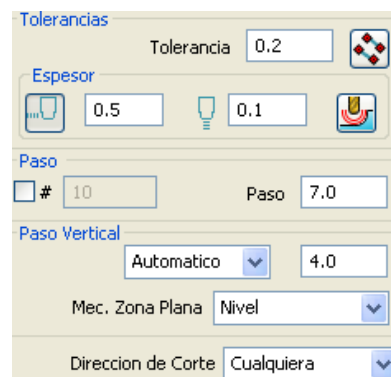 Tolerancias
Tolerancia 0.2
Espesor
0.5 0.1
Paso
# 10 Paso 7.0
Paso Vertical
Automatico 4.0
Mec. Zona Plana Nivel
Direccion de Corte Cualquiera